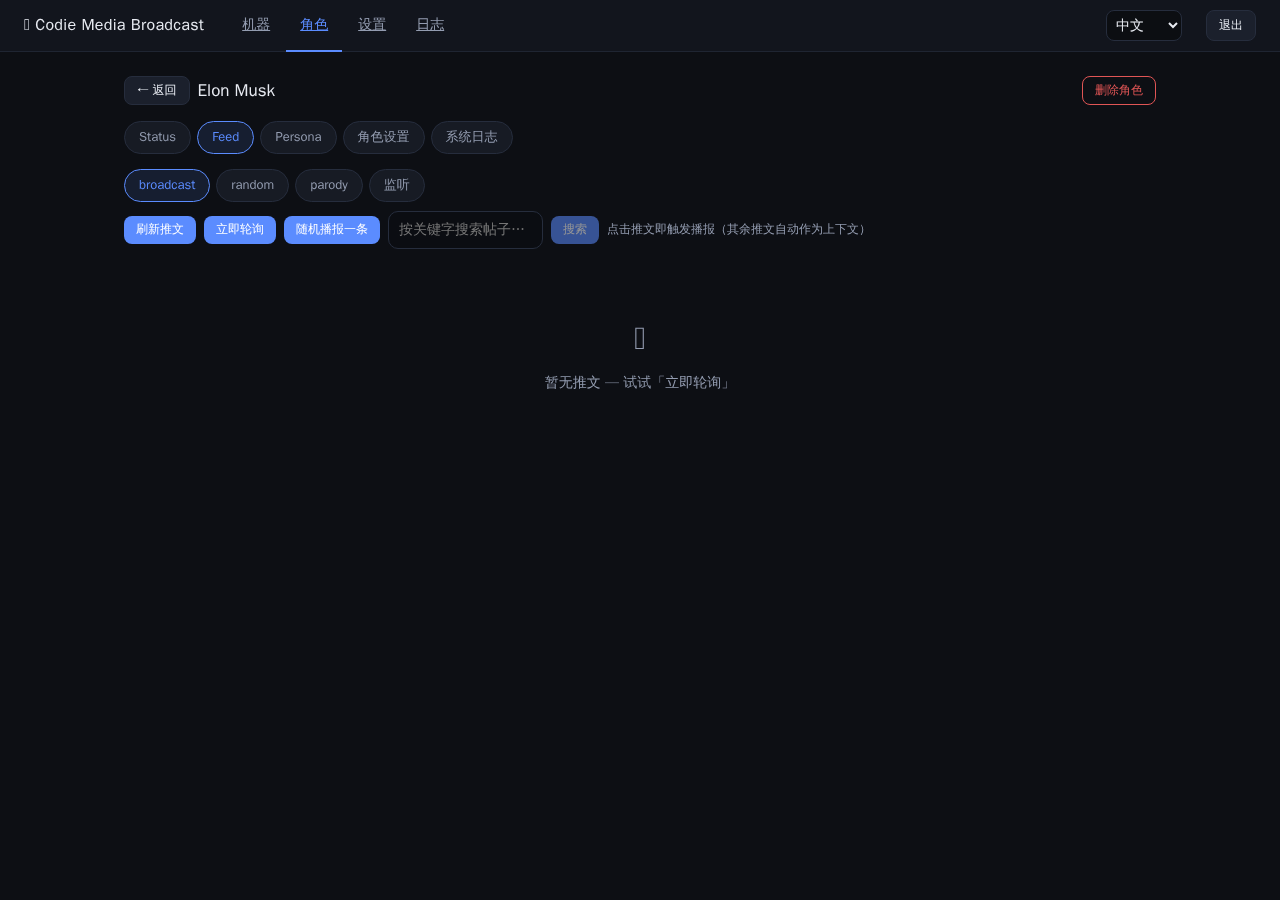 Codie Media Broadcast 机器 角色 设置 日志 中文 退出
← 返回 Elon Musk 删除角色
Status Feed Persona 角色设置 系统日志
broadcast random parody 监听
刷新推文 立即轮询 随机播报一条 按关键字搜索帖子… 搜索 点击推文即触发播报（其余推文自动作为上下文）
暂无推文 — 试试「立即轮询」